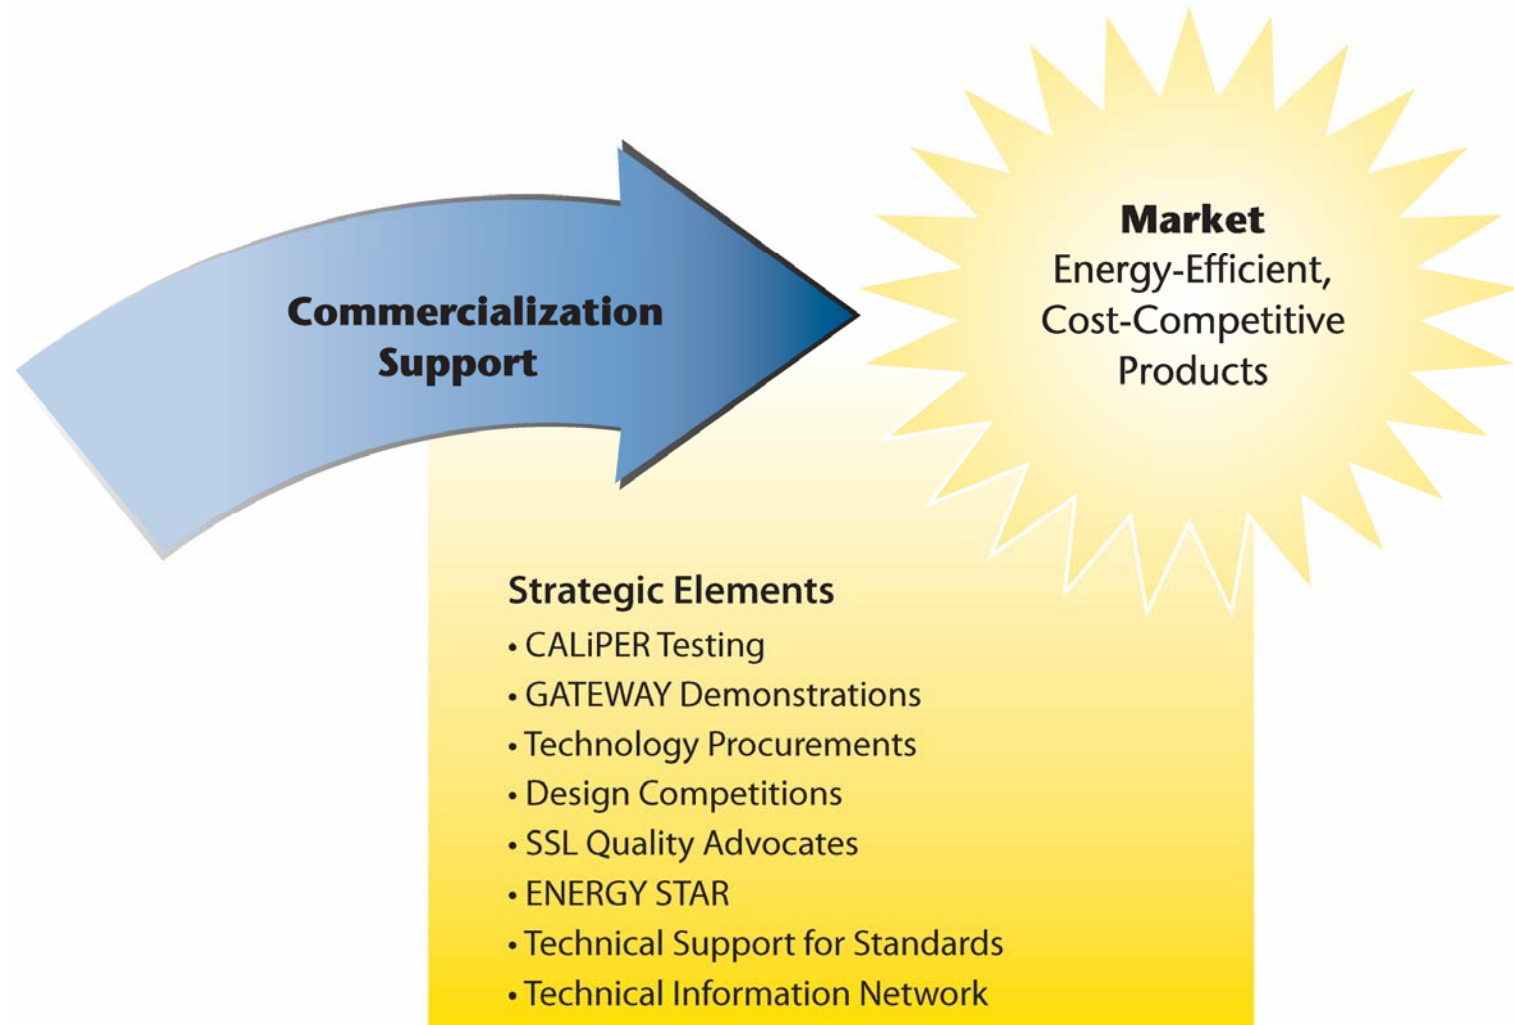 Commercialization
Support
Market
Energy-Efficient,
Cost-Competitive
Products
Strategic Elements
• CALiPER Testing
• GATEWAY Demonstrations
• Technology Procurements
• Design Competitions
• SSL Quality Advocates
• ENERGY STAR
• Technical Support for Standards
• Technical Information Network